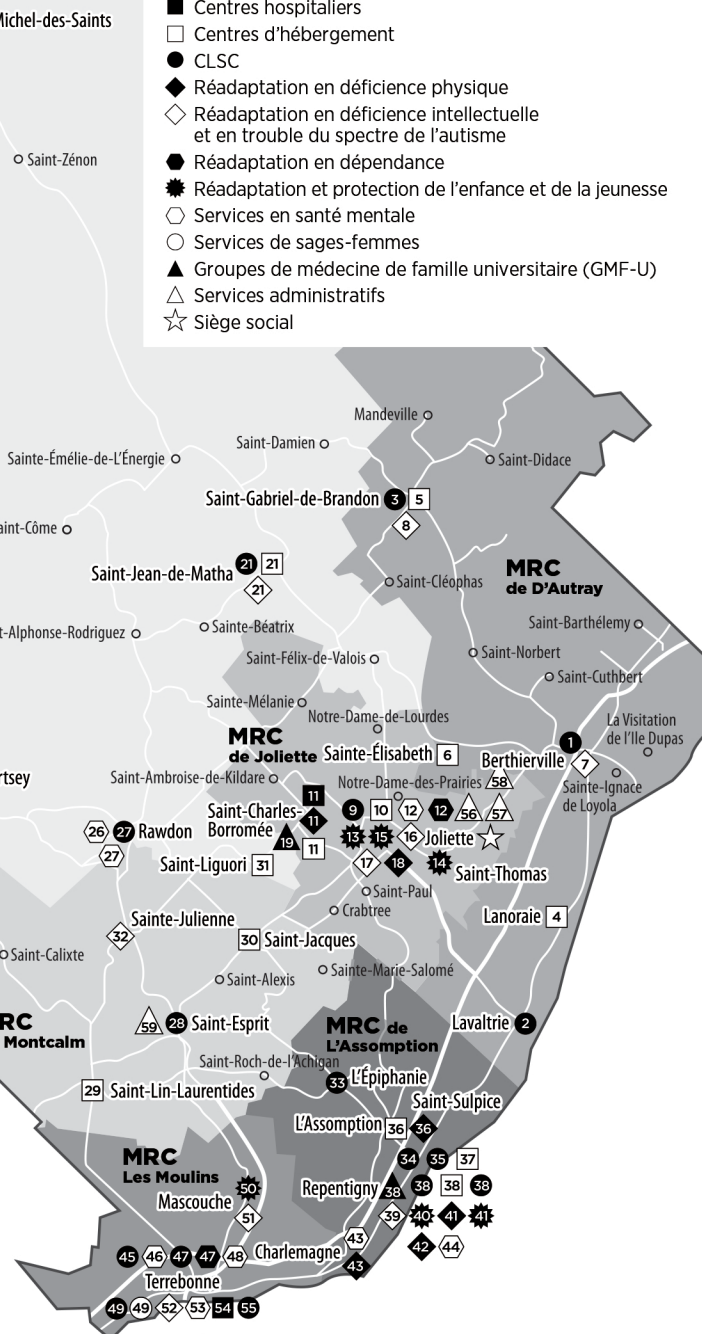 Michel-des-Saints
Centres hospitaliers
Centres d'hébergement
CLSC
Réadaptation en déficience physique
Réadaptation en déficience intellectuelle
et en trouble du spectre de l'autisme
Réadaptation en dépendance
Réadaptation et protection de l'enfance et de la jeunesse
Services en santé mentale
Services de sages-femmes
Groupes de médecine de famille universitaire (GMF-U)
Services administratifs
Siège social
Saint-Zénon
Mandeville
Saint-Damien
Sainte-Émélie-de-L'Énergie
Saint-Didace
Saint-Gabriel-de-Brandon 3 5
8
aint-Côme
Saint-Jean-de-Matha 21 21
21
MRC
de D'Autray
Saint-Cléophas
Saint-Barthélemy
t-Alphonse-Rodriguez
Sainte-Béatrix
Saint-Félix-de-Valois
Saint-Norbert
Saint-Cuthbert
Sainte-Mélanie
Notre-Dame-de-Lourdes
La Visitation
de l'Ile Dupas
MRC
de Joliette
Sainte-Élisabeth 6
Berthierville 1
7
rtsey
Saint-Ambroise-de-Kildare
Notre-Dame-des-Prairies
58
Sainte-Ignace
de Loyola
11
Saint-Charles-
Borromée
11
19 11
9 10 12 12 56 57
13 15 16 Joliette
17 18 14
Saint-Thomas
26 27 Rawdon
27
Saint-Liguori 31
Saint-Paul
Crabtree
Lanoraie 4
Sainte-Julienne
32
30 Saint-Jacques
Saint-Calixte
Saint-Alexis
Sainte-Marie-Salomé
RC
Montcalm
59 28 Saint-Esprit
MRC de
L'Assomption
Lavaltrie 2
Saint-Roch-de-l'Achigan
33 L'Épiphanie
29 Saint-Lin-Laurentides
Saint-Sulpice
L'Assomption 36 36
34 35 37
MRC
Les Moulins
Mascouche
50
51
Repentigny 38 38 38 38
39 40 41 41
42 44
Charlemagne 43
43
45 46 47 47 48
Terrebonne
49 49 52 53 54 55